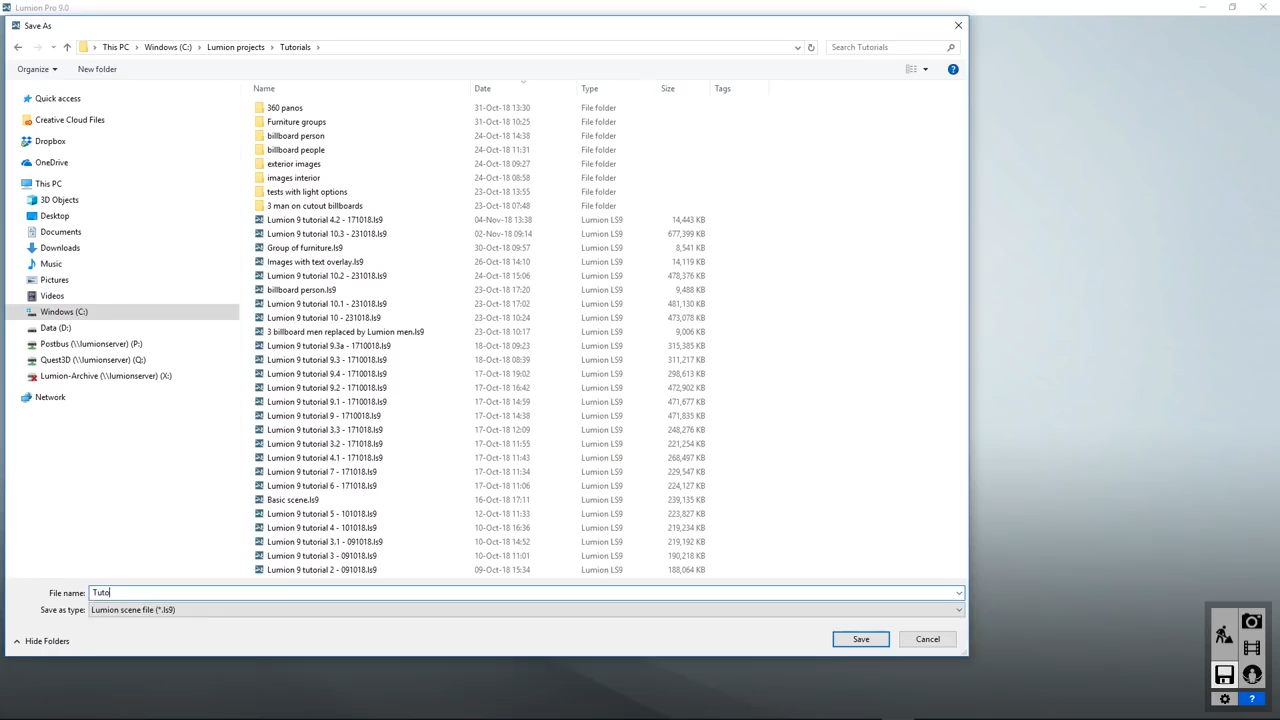 Lumion Pro 9.0
Save As
This PC Windows (C:) Lumion projects Tutorials
Search Tutorials
Organize New folder
Name Date Type Size Tags
Quick access
Creative Cloud Files
Dropbox
OneDrive
This PC
3D Objects
Desktop
Documents
Downloads
Music
Pictures
Videos
Windows (C:)
Data (D:)
Postbus (\\lumionserver) (P:)
Quest3D (\\lumionserver) (Q:)
Lumion-Archive (\\lumionserver) (X:)
Network
360 panos 31-Oct-18 13:30 File folder
Furniture groups 31-Oct-18 10:25 File folder
billboard person 24-Oct-18 14:38 File folder
billboard people 24-Oct-18 11:31 File folder
exterior images 24-Oct-18 09:27 File folder
images interior 24-Oct-18 08:58 File folder
tests with light options 23-Oct-18 13:55 File folder
3 man on cutout billboards 23-Oct-18 07:48 File folder
Lumion 9 tutorial 4.2 - 171018.ls9 04-Nov-18 13:38 Lumion LS9 14,443 KB
Lumion 9 tutorial 10.3 - 231018.ls9 02-Nov-18 09:14 Lumion LS9 677,399 KB
Group of furniture.ls9 30-Oct-18 09:57 Lumion LS9 8,541 KB
Images with text overlay.ls9 26-Oct-18 14:10 Lumion LS9 14,119 KB
Lumion 9 tutorial 10.2 - 231018.ls9 24-Oct-18 15:06 Lumion LS9 478,376 KB
billboard person.ls9 23-Oct-18 17:20 Lumion LS9 9,488 KB
Lumion 9 tutorial 10.1 - 231018.ls9 23-Oct-18 17:02 Lumion LS9 481,130 KB
Lumion 9 tutorial 10 - 231018.ls9 23-Oct-18 10:24 Lumion LS9 473,078 KB
3 billboard men replaced by Lumion men.ls9 23-Oct-18 10:17 Lumion LS9 9,006 KB
Lumion 9 tutorial 9.3a - 1710018.ls9 18-Oct-18 09:23 Lumion LS9 315,385 KB
Lumion 9 tutorial 9.3 - 1710018.ls9 18-Oct-18 08:39 Lumion LS9 311,217 KB
Lumion 9 tutorial 9.4 - 1710018.ls9 17-Oct-18 19:02 Lumion LS9 298,613 KB
Lumion 9 tutorial 9.2 - 1710018.ls9 17-Oct-18 16:42 Lumion LS9 472,902 KB
Lumion 9 tutorial 9.1 - 1710018.ls9 17-Oct-18 14:59 Lumion LS9 471,677 KB
Lumion 9 tutorial 9 - 1710018.ls9 17-Oct-18 14:38 Lumion LS9 471,835 KB
Lumion 9 tutorial 3.3 - 171018.ls9 17-Oct-18 12:09 Lumion LS9 248,276 KB
Lumion 9 tutorial 3.2 - 171018.ls9 17-Oct-18 11:55 Lumion LS9 221,254 KB
Lumion 9 tutorial 4.1 - 171018.ls9 17-Oct-18 11:43 Lumion LS9 268,497 KB
Lumion 9 tutorial 7 - 171018.ls9 17-Oct-18 11:34 Lumion LS9 229,547 KB
Lumion 9 tutorial 6 - 171018.ls9 17-Oct-18 11:06 Lumion LS9 224,127 KB
Basic scene.ls9 16-Oct-18 17:11 Lumion LS9 239,135 KB
Lumion 9 tutorial 5 - 101018.ls9 12-Oct-18 11:33 Lumion LS9 223,827 KB
Lumion 9 tutorial 4 - 101018.ls9 10-Oct-18 16:36 Lumion LS9 219,234 KB
Lumion 9 tutorial 3.1 - 091018.ls9 10-Oct-18 14:52 Lumion LS9 219,192 KB
Lumion 9 tutorial 3 - 091018.ls9 10-Oct-18 11:01 Lumion LS9 190,218 KB
Lumion 9 tutorial 2 - 091018.ls9 09-Oct-18 15:34 Lumion LS9 188,064 KB
File name: Tuto
Save as type: Lumion scene file (*.ls9)
Hide Folders Save Cancel
?